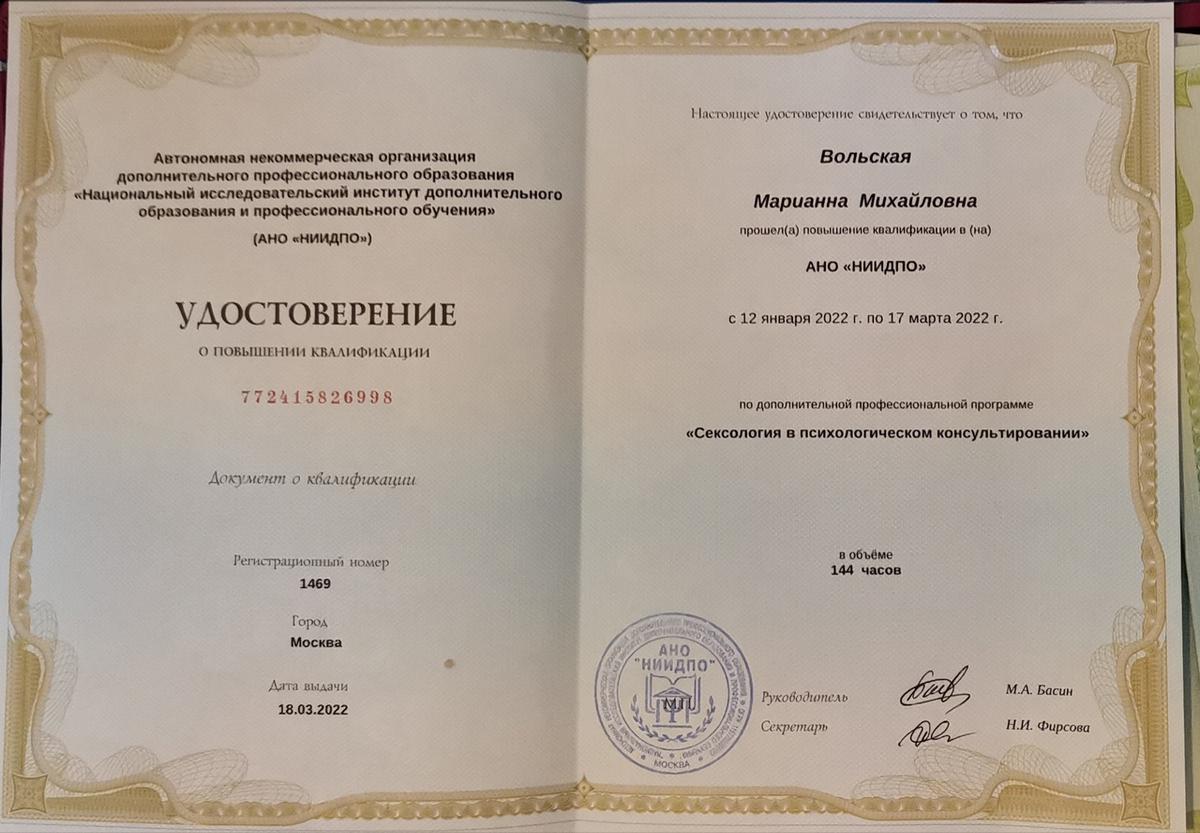 Автономная некоммерческая организация
дополнительного профессионального образования
«Национальный исследовательский институт дополнительного
образования и профессионального обучения»
(АНО «НИИДПО»)
УДОСТОВЕРЕНИЕ
О ПОВЫШЕНИИ КВАЛИФИКАЦИИ
772415826998
Документ о квалификации
Регистрационный номер
1469
Город
Москва
Дата выдачи
18.03.2022
Настоящее удостоверение свидетельствует о том, что
Вольская
Марианна Михайловна
прошел(а) повышение квалификации в (на)
АНО «НИИДПО»
с 12 января 2022 г. по 17 марта 2022 г.
по дополнительной профессиональной программе
«Сексология в психологическом консультировании»
в объёме
144 часов
АНО
"НИИДПО"
МП
МОСКВА
Руководитель
М.А. Басин
Секретарь
Н.И. Фирсова